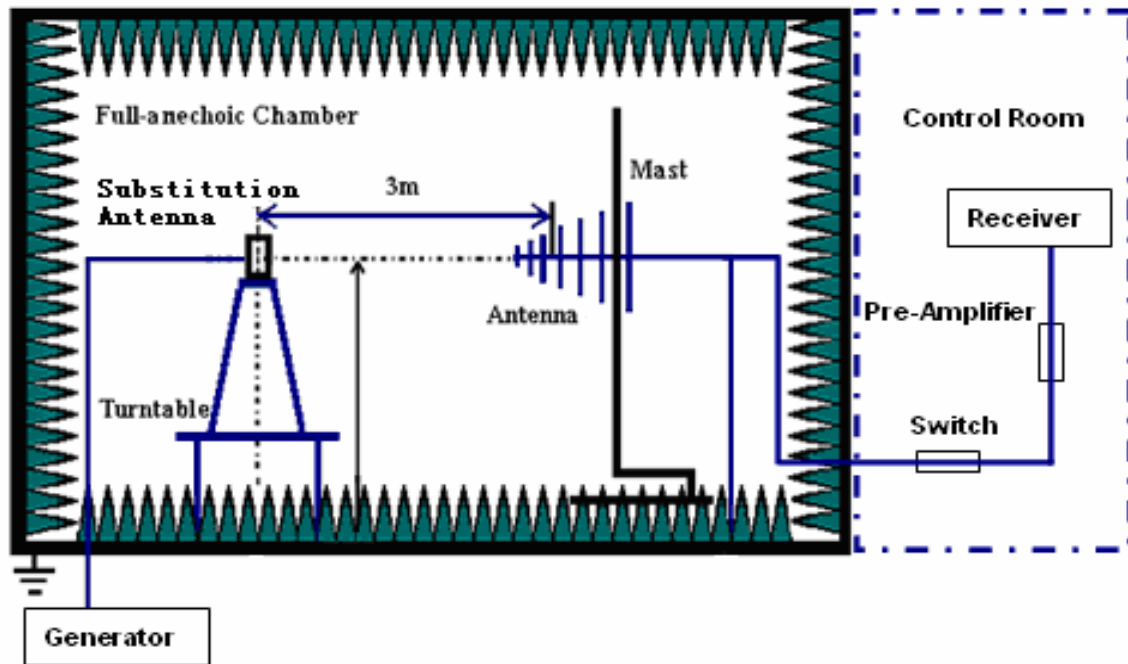 Full-anechoic Chamber
Control Room
Substitution
Antenna
3m
Mast
Receiver
Antenna
Pre-Amplifier
Turntable
Switch
Generator